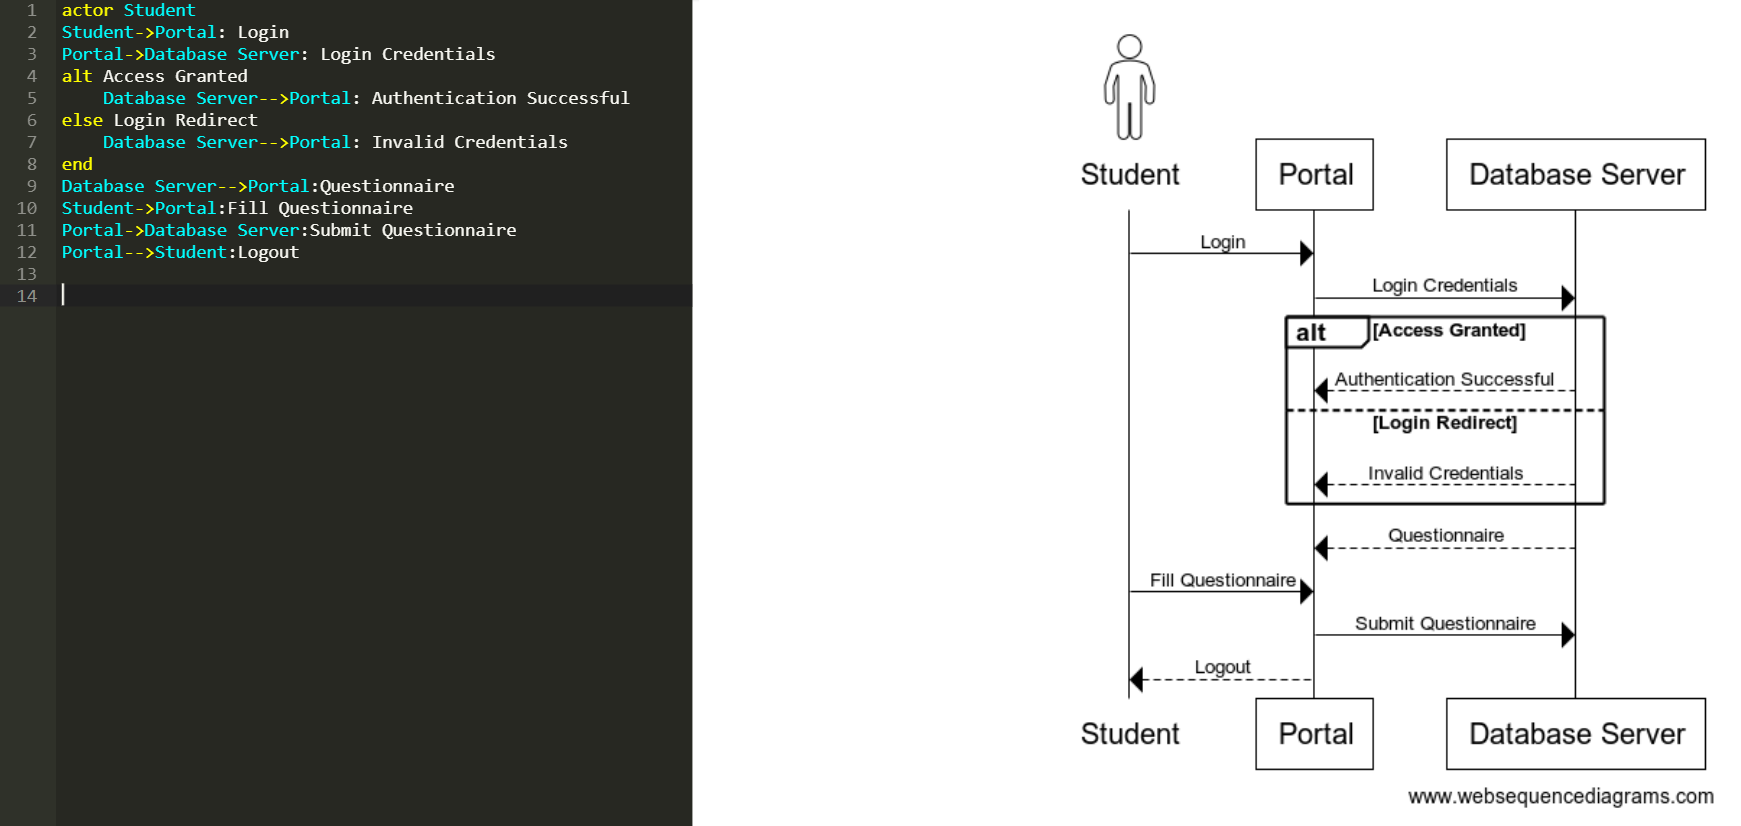 1 actor Student
2 Student->Portal: Login
3 Portal->Database Server: Login Credentials
4 alt Access Granted
5     Database Server-->Portal: Authentication Successful
6 else Login Redirect
7     Database Server-->Portal: Invalid Credentials
8 end
9 Database Server-->Portal:Questionnaire
10 Student->Portal:Fill Questionnaire
11 Portal->Database Server:Submit Questionnaire
12 Portal-->Student:Logout
13
14
Student Portal Database Server
Login
Login Credentials
alt [Access Granted]
Authentication Successful
[Login Redirect]
Invalid Credentials
Questionnaire
Fill Questionnaire
Submit Questionnaire
Logout
Student Portal Database Server
www.websequencediagrams.com